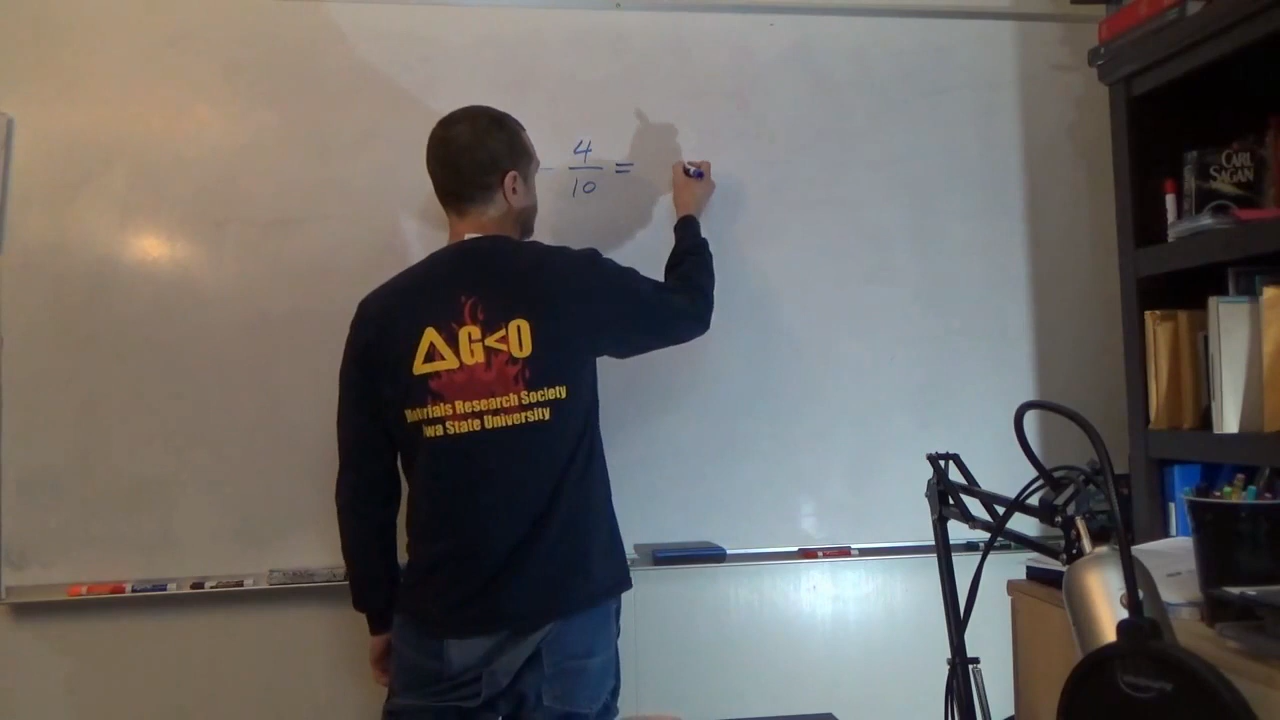 - 4/10 =
CARL
SAGAN
ΔG<0
Materials Research Society
Iowa State University